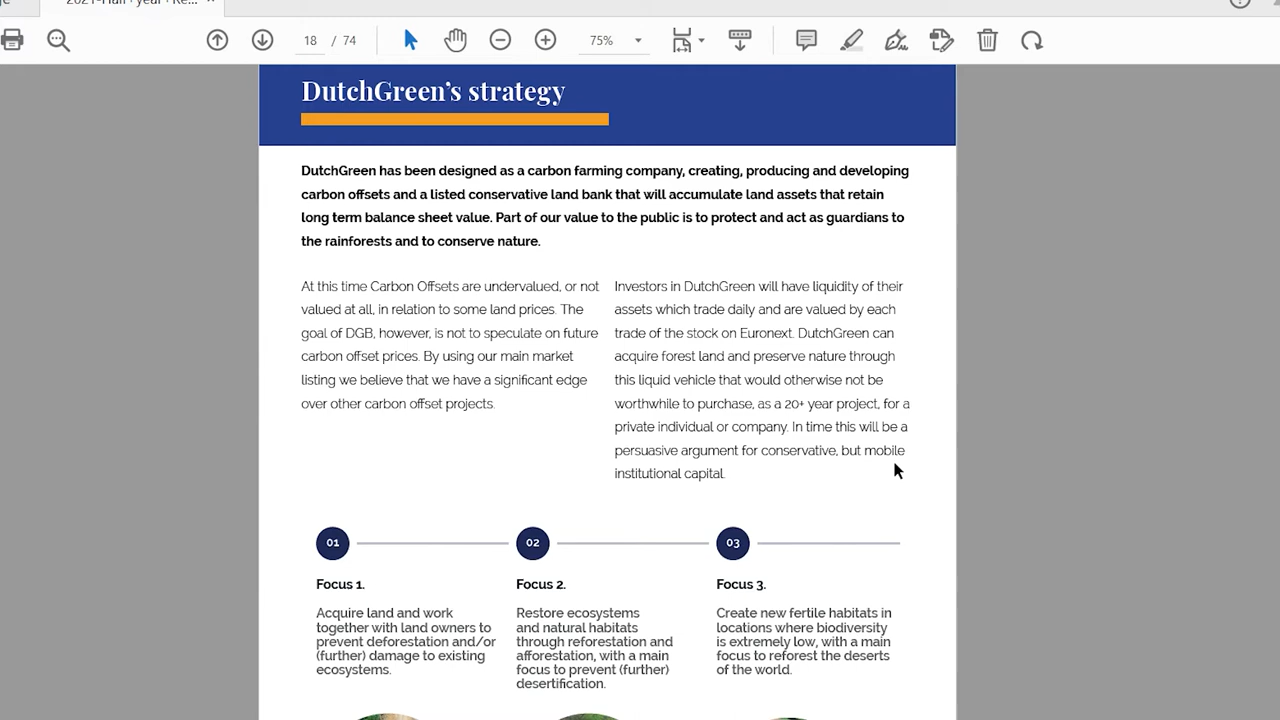 2021-Half+year+Re...
18 / 74
75%
DutchGreen's strategy
DutchGreen has been designed as a carbon farming company, creating, producing and developing
carbon offsets and a listed conservative land bank that will accumulate land assets that retain
long term balance sheet value. Part of our value to the public is to protect and act as guardians to
the rainforests and to conserve nature.
At this time Carbon Offsets are undervalued, or not
valued at all, in relation to some land prices. The
goal of DGB, however, is not to speculate on future
carbon offset prices. By using our main market
listing we believe that we have a significant edge
over other carbon offset projects.
Investors in DutchGreen will have liquidity of their
assets which trade daily and are valued by each
trade of the stock on Euronext. DutchGreen can
acquire forest land and preserve nature through
this liquid vehicle that would otherwise not be
worthwhile to purchase, as a 20+ year project, for a
private individual or company. In time this will be a
persuasive argument for conservative, but mobile
institutional capital.
01
Focus 1.
Acquire land and work
together with land owners to
prevent deforestation and/or
(further) damage to existing
ecosystems.
02
Focus 2.
Restore ecosystems
and natural habitats
through reforestation and
afforestation, with a main
focus to prevent (further)
desertification.
03
Focus 3.
Create new fertile habitats in
locations where biodiversity
is extremely low, with a main
focus to reforest the deserts
of the world.